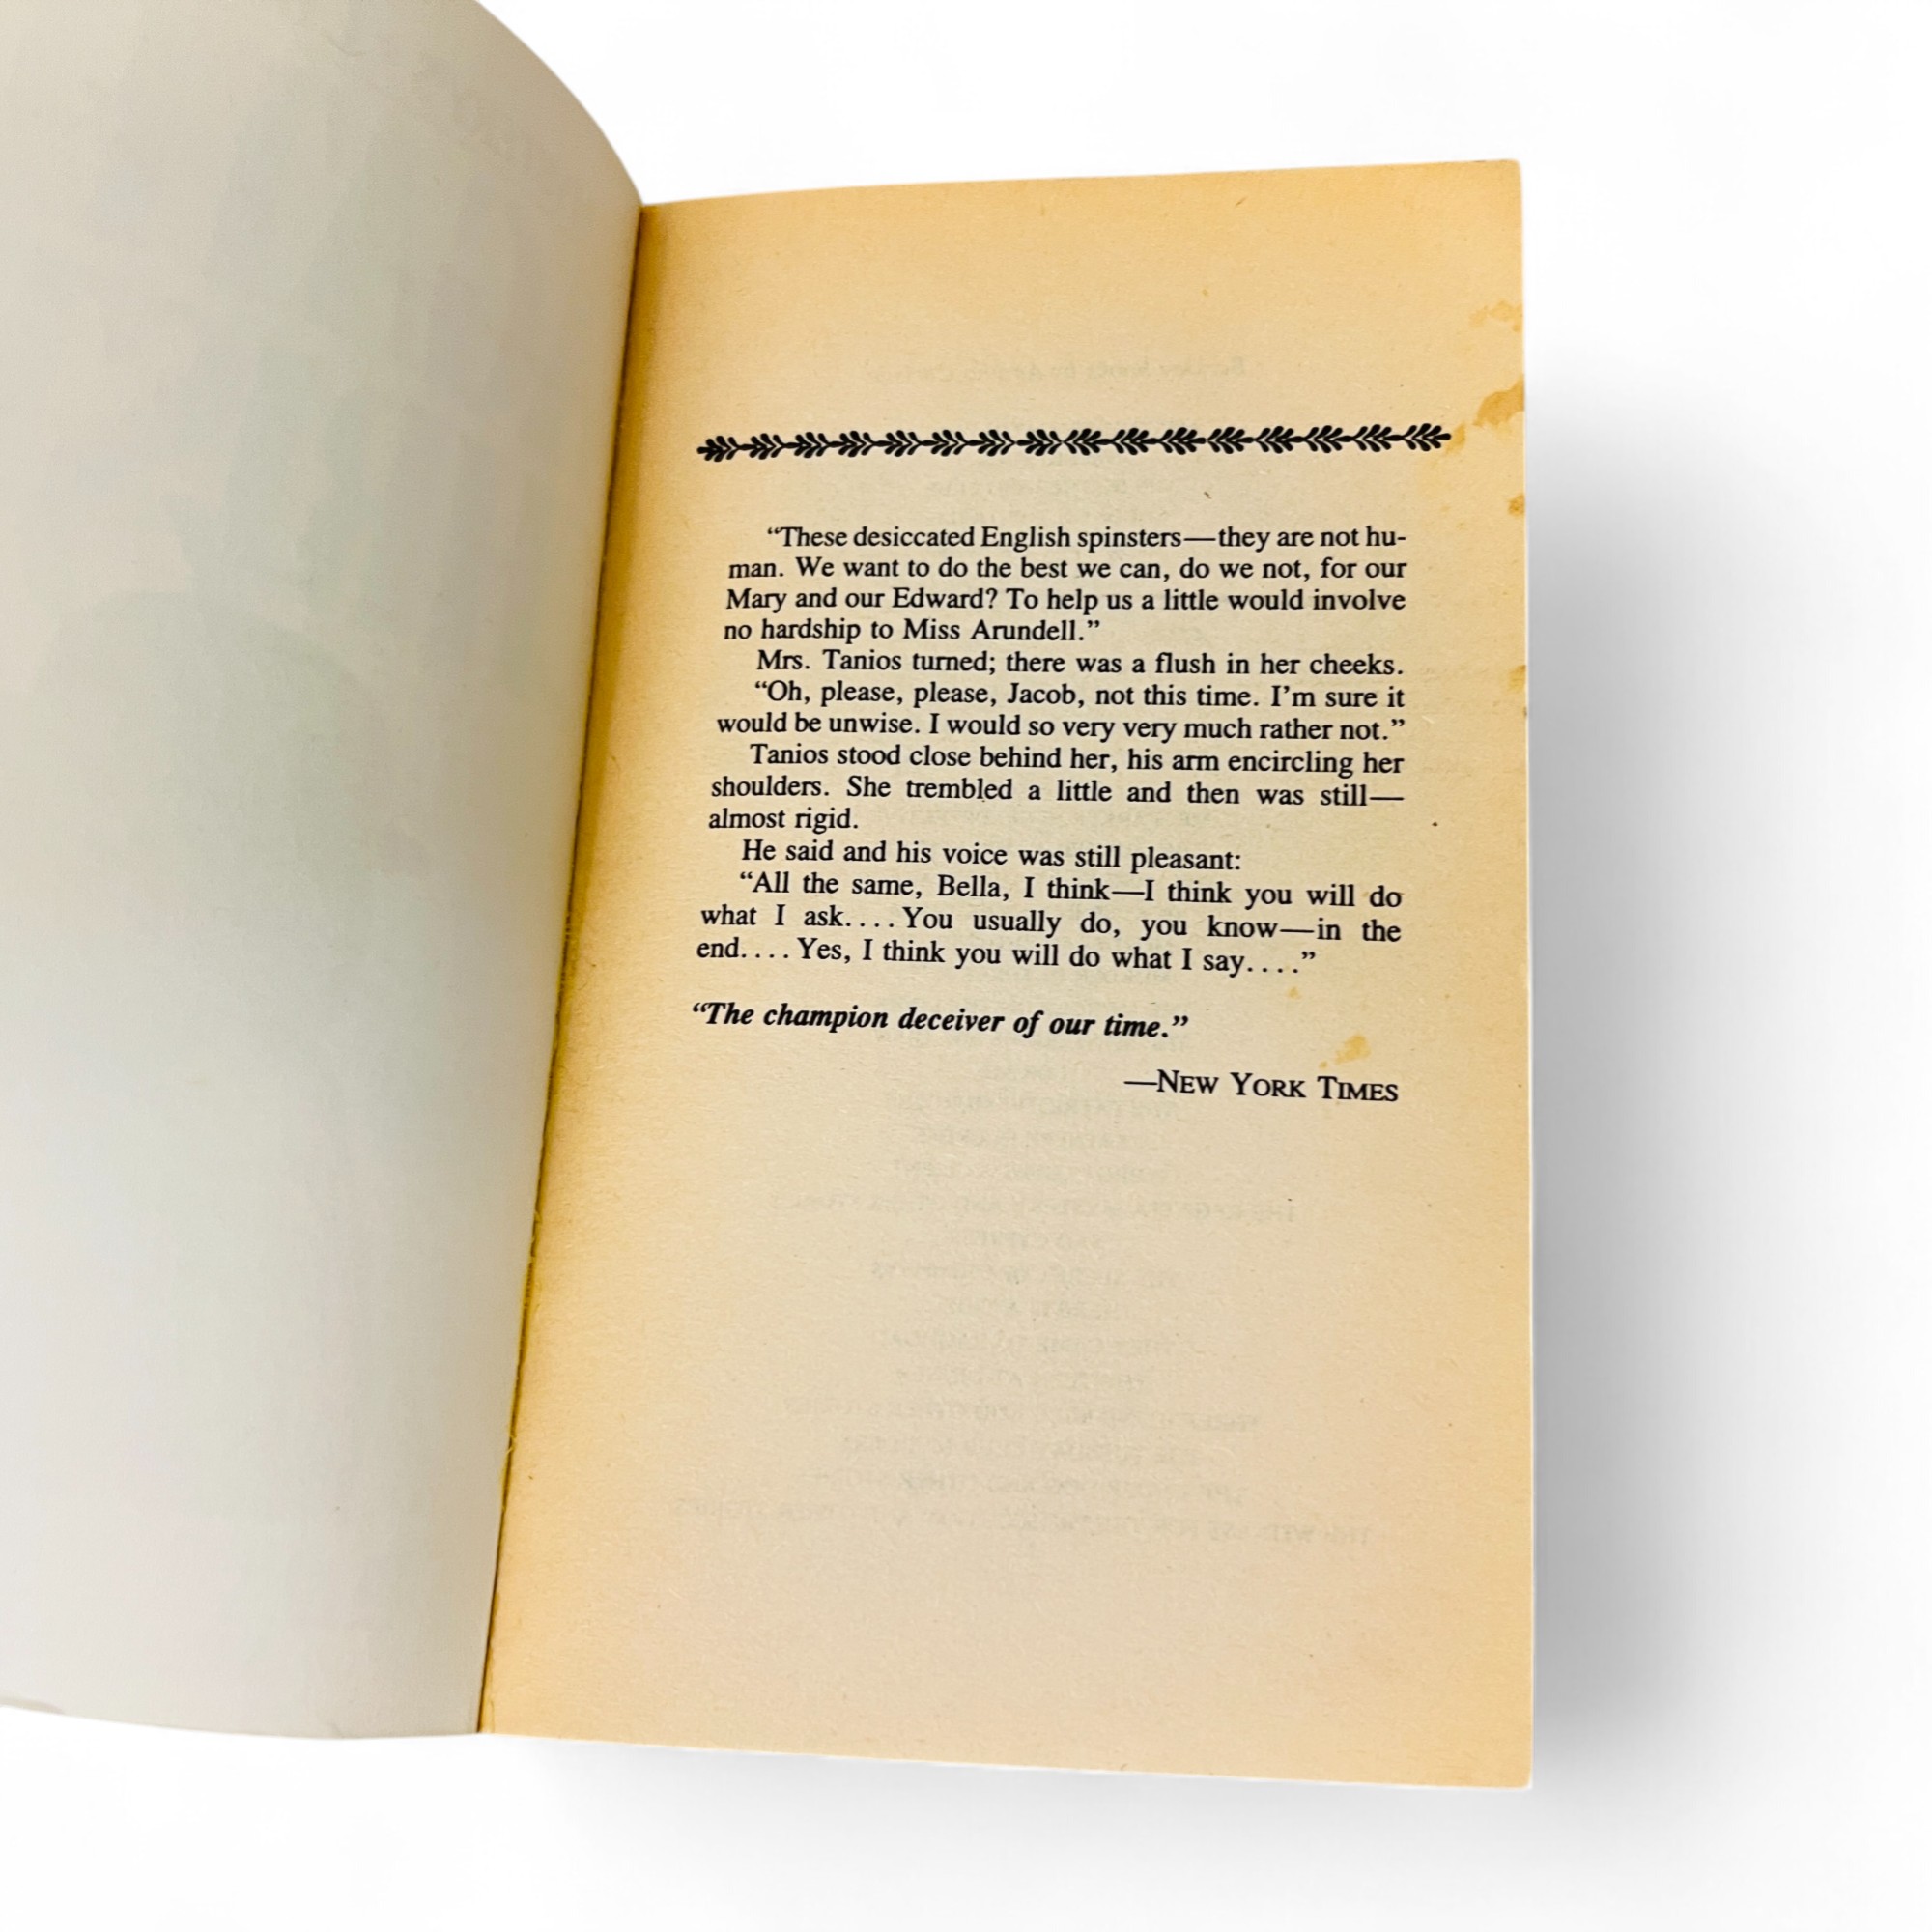 “These desiccated English spinsters—they are not hu-
man. We want to do the best we can, do we not, for our
Mary and our Edward? To help us a little would involve
no hardship to Miss Arundell.”
Mrs. Tanios turned; there was a flush in her cheeks.
“Oh, please, please, Jacob, not this time. I’m sure it
would be unwise. I would so very very much rather not.”
Tanios stood close behind her, his arm encircling her
shoulders. She trembled a little and then was still—
almost rigid.
He said and his voice was still pleasant:
“All the same, Bella, I think—I think you will do
what I ask.... You usually do, you know—in the
end.... Yes, I think you will do what I say....”
“The champion deceiver of our time.”
—NEW YORK TIMES